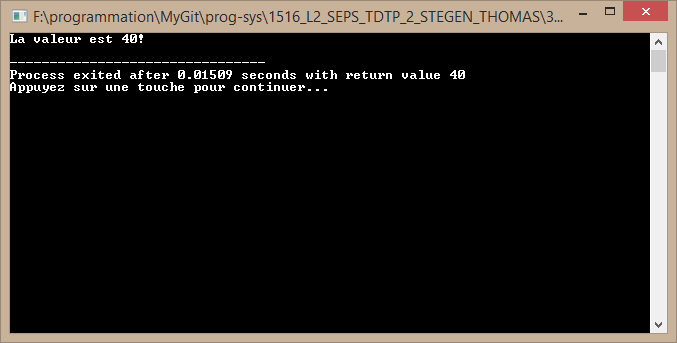 F:\programmation\MyGit\prog-sys\1516_L2_SEPS_TDTP_2_STEGEN_THOMAS\3...
La valeur est 40!
--------------------------------
Process exited after 0.01509 seconds with return value 40
Appuyez sur une touche pour continuer...